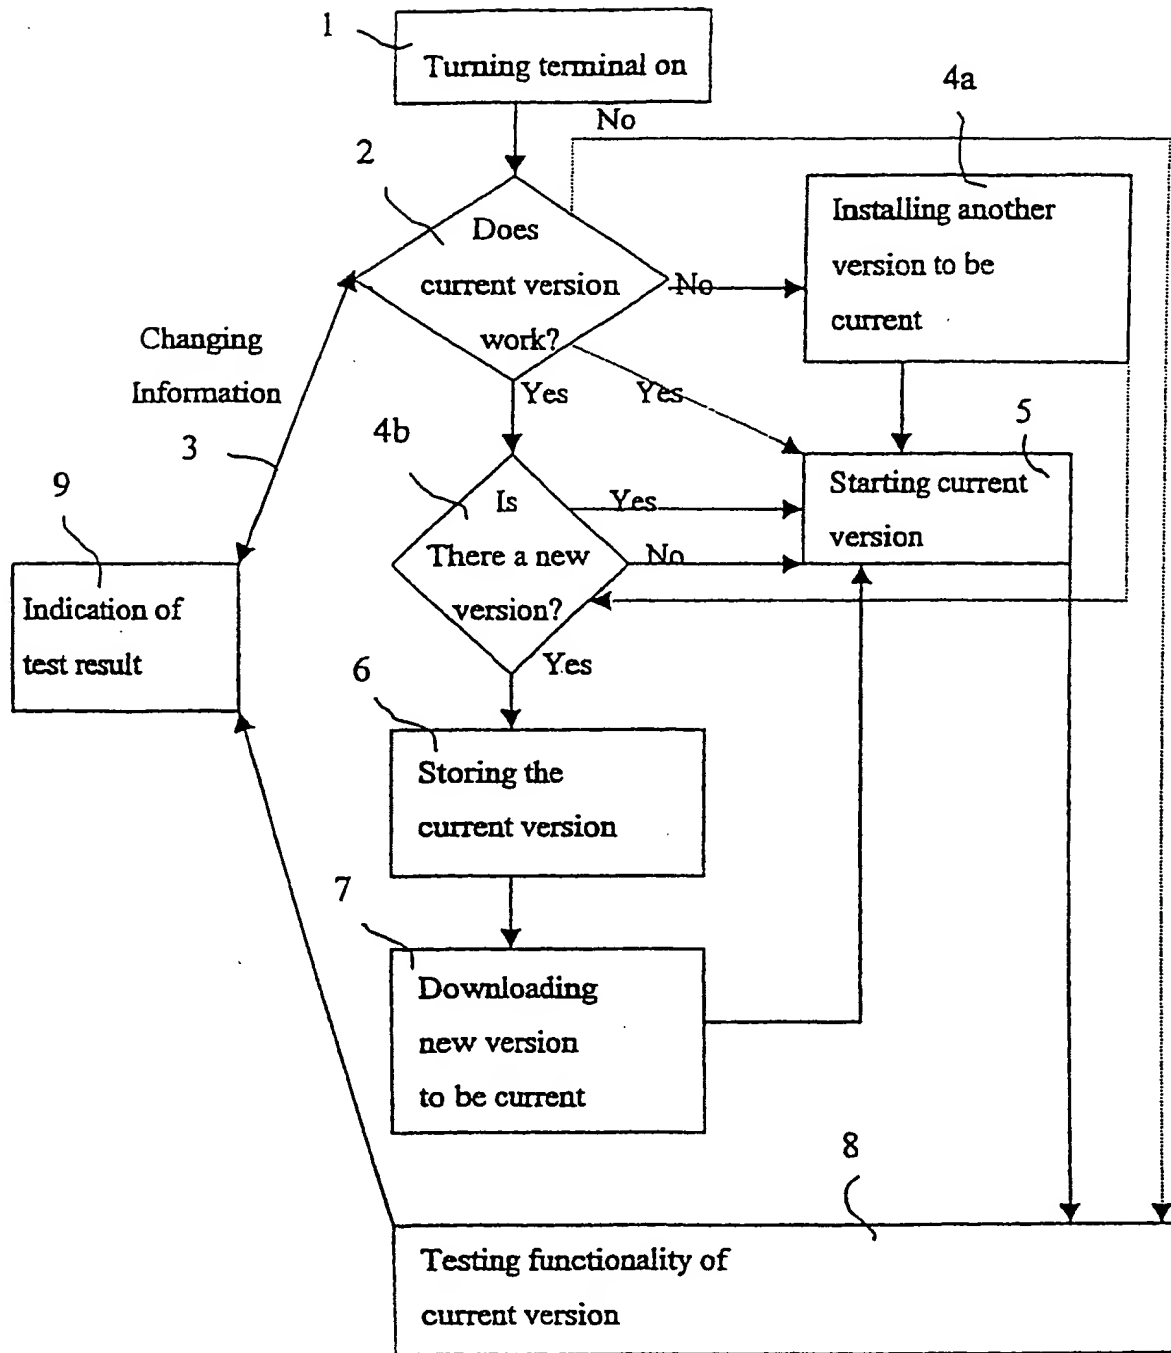 1
Turning terminal on
No
4a
2
Installing another
version to be
current
Does
current version
work?
No
Changing
Information
Yes
Yes
3
4b
5
Starting current
version
Is
There a new
version?
Yes
No
9
Indication of
test result
Yes
6
Storing the
current version
7
Downloading
new version
to be current
8
Testing functionality of
current version